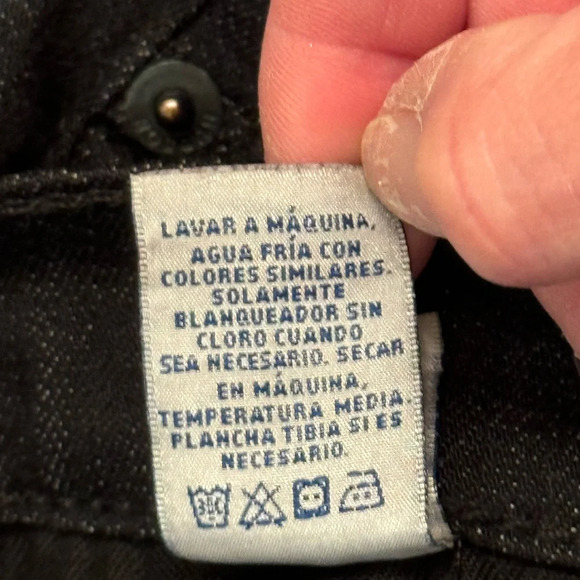 LAVAR A MÁQUINA,
AGUA FRÍA CON
COLORES SIMILARES.
SOLAMENTE
BLANQUEADOR SIN
CLORO CUANDO
SEA NECESARIO. SECAR
EN MÁQUINA,
TEMPERATURA MEDIA.
PLANCHA TIBIA SI ES
NECESARIO.
30C